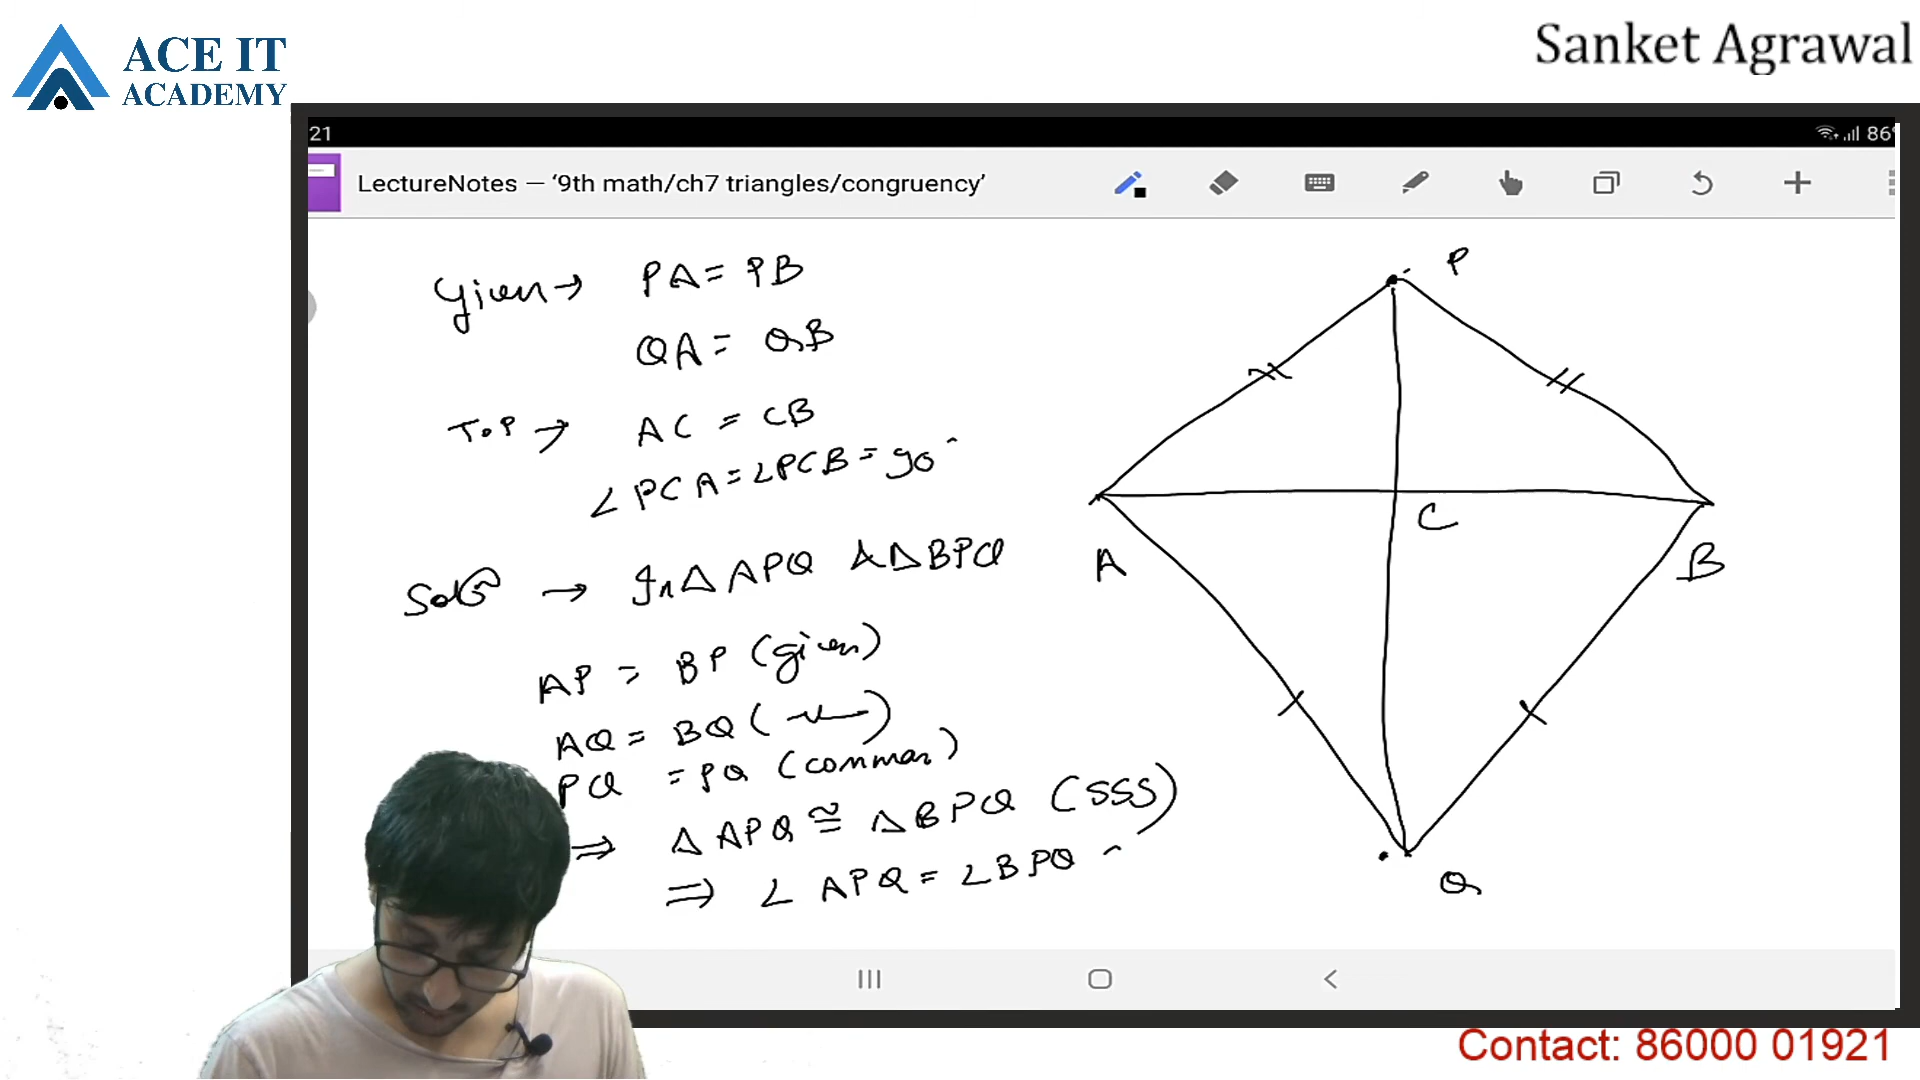 ACE IT
ACADEMY
Sanket Agrawal
21
86
LectureNotes — ‘9th math/ch7 triangles/congruency’
Given → PA = PB
QA = QB
T.O.P → AC = CB
∠PCA = ∠PCB = 90°
Sol → In △ APQ & △ BPQ
AP = BP (given)
AQ = BQ ( )
PQ = PQ (common)
⇒ △ APQ ≅ △ BPQ (SSS)
⇒ ∠ APQ = ∠ BPQ
P
A
C
B
Q
Contact: 86000 01921